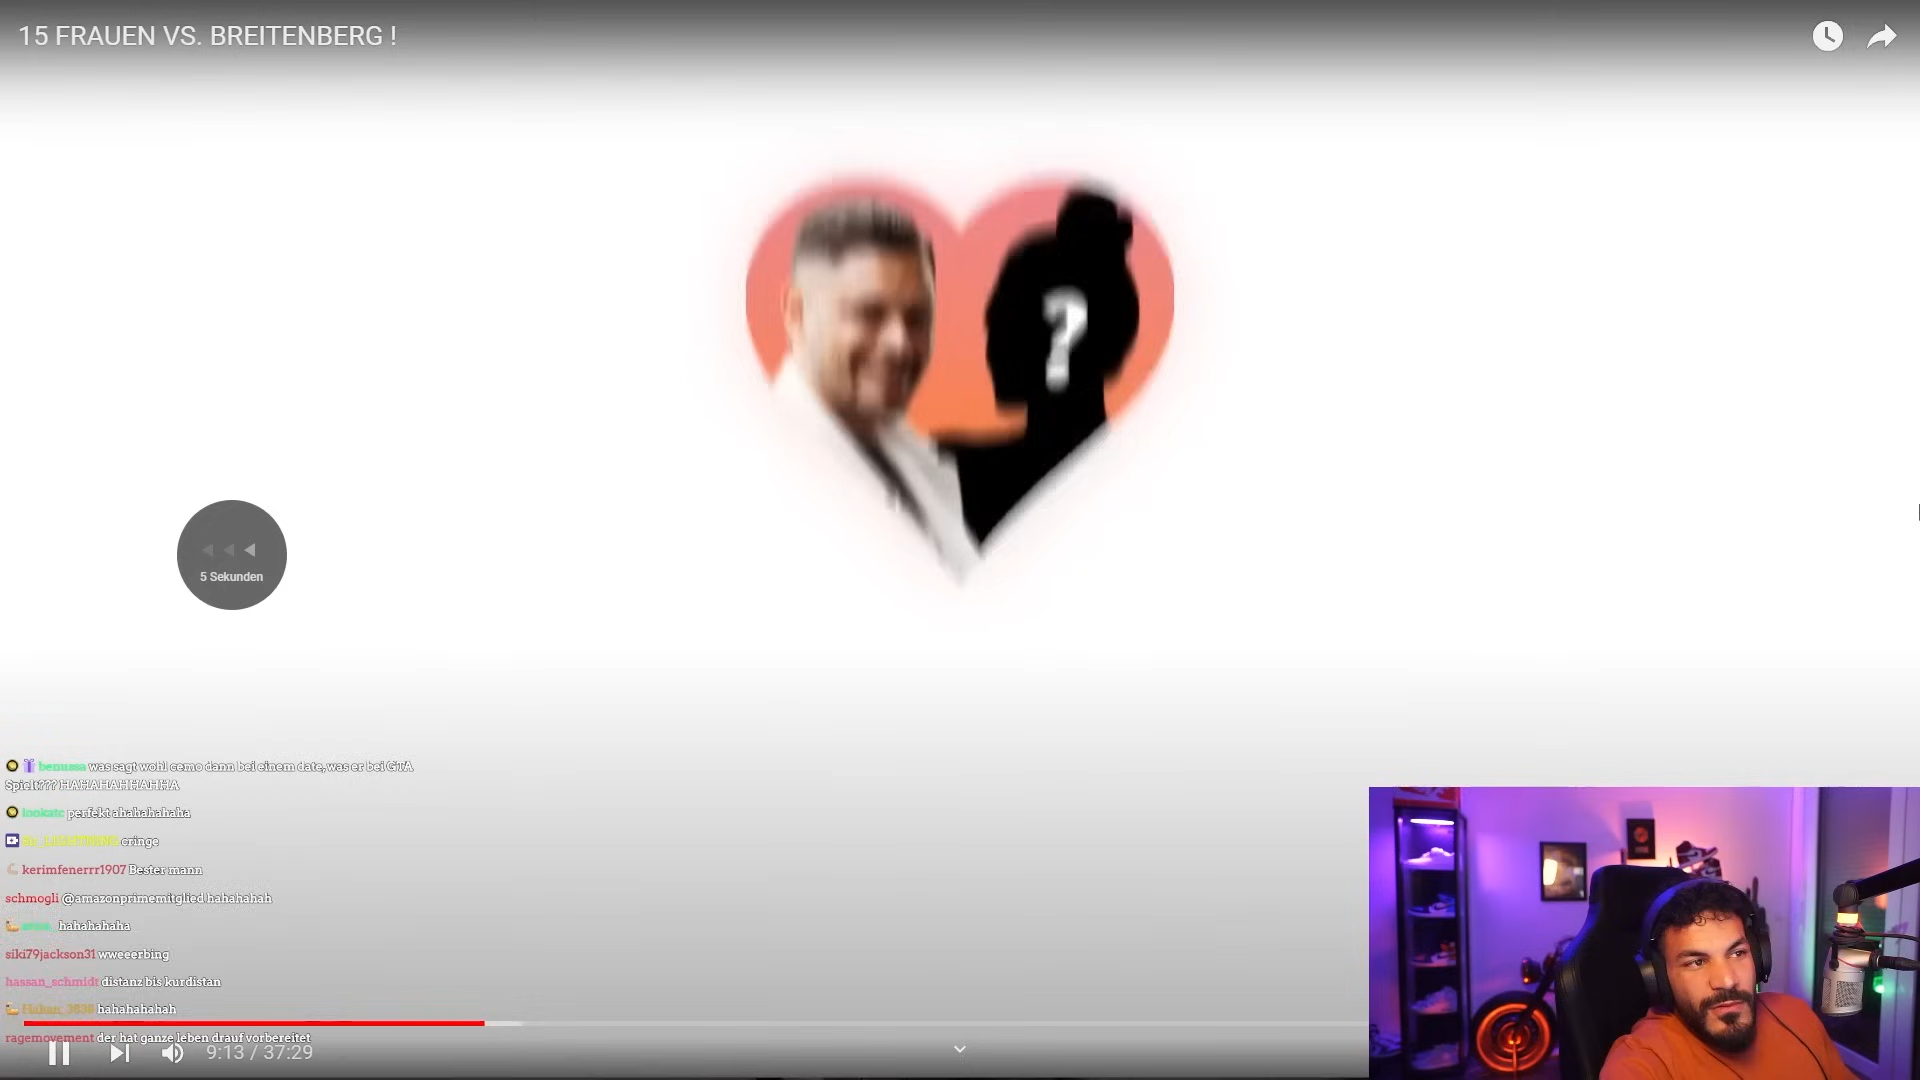 15 FRAUEN VS. BREITENBERG !
?
5 Sekunden
benussa was sagt wohl cemo dann bei einem date, was er bei GTA
Spielt??? HAHAHAHHAHHA
lookatc perfekt ahahahahaha
cringe
kerimfenerrr1907 Bester mann
schmogli @amazonprimemitglied hahahahah
hahahahaha
siki79jackson31 wweeerbing
hassan_schmidt distanz bis kurdistan
hahahahahah
ragemovement der hat ganze leben drauf vorbereitet
9:13 / 37:29